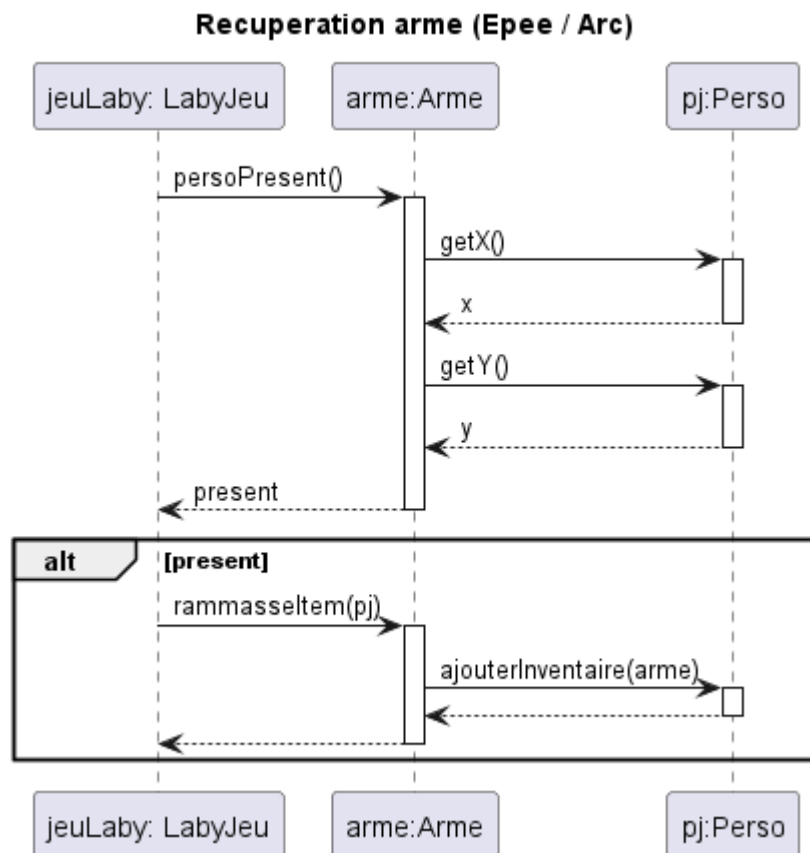 Recuperation arme (Epee / Arc)
jeuLaby: LabyJeu
arme:Arme
pj:Perso
persoPresent()
getX()
x
getY()
y
present
alt
[present]
rammasseItem(pj)
ajouterInventaire(arme)
jeuLaby: LabyJeu
arme:Arme
pj:Perso